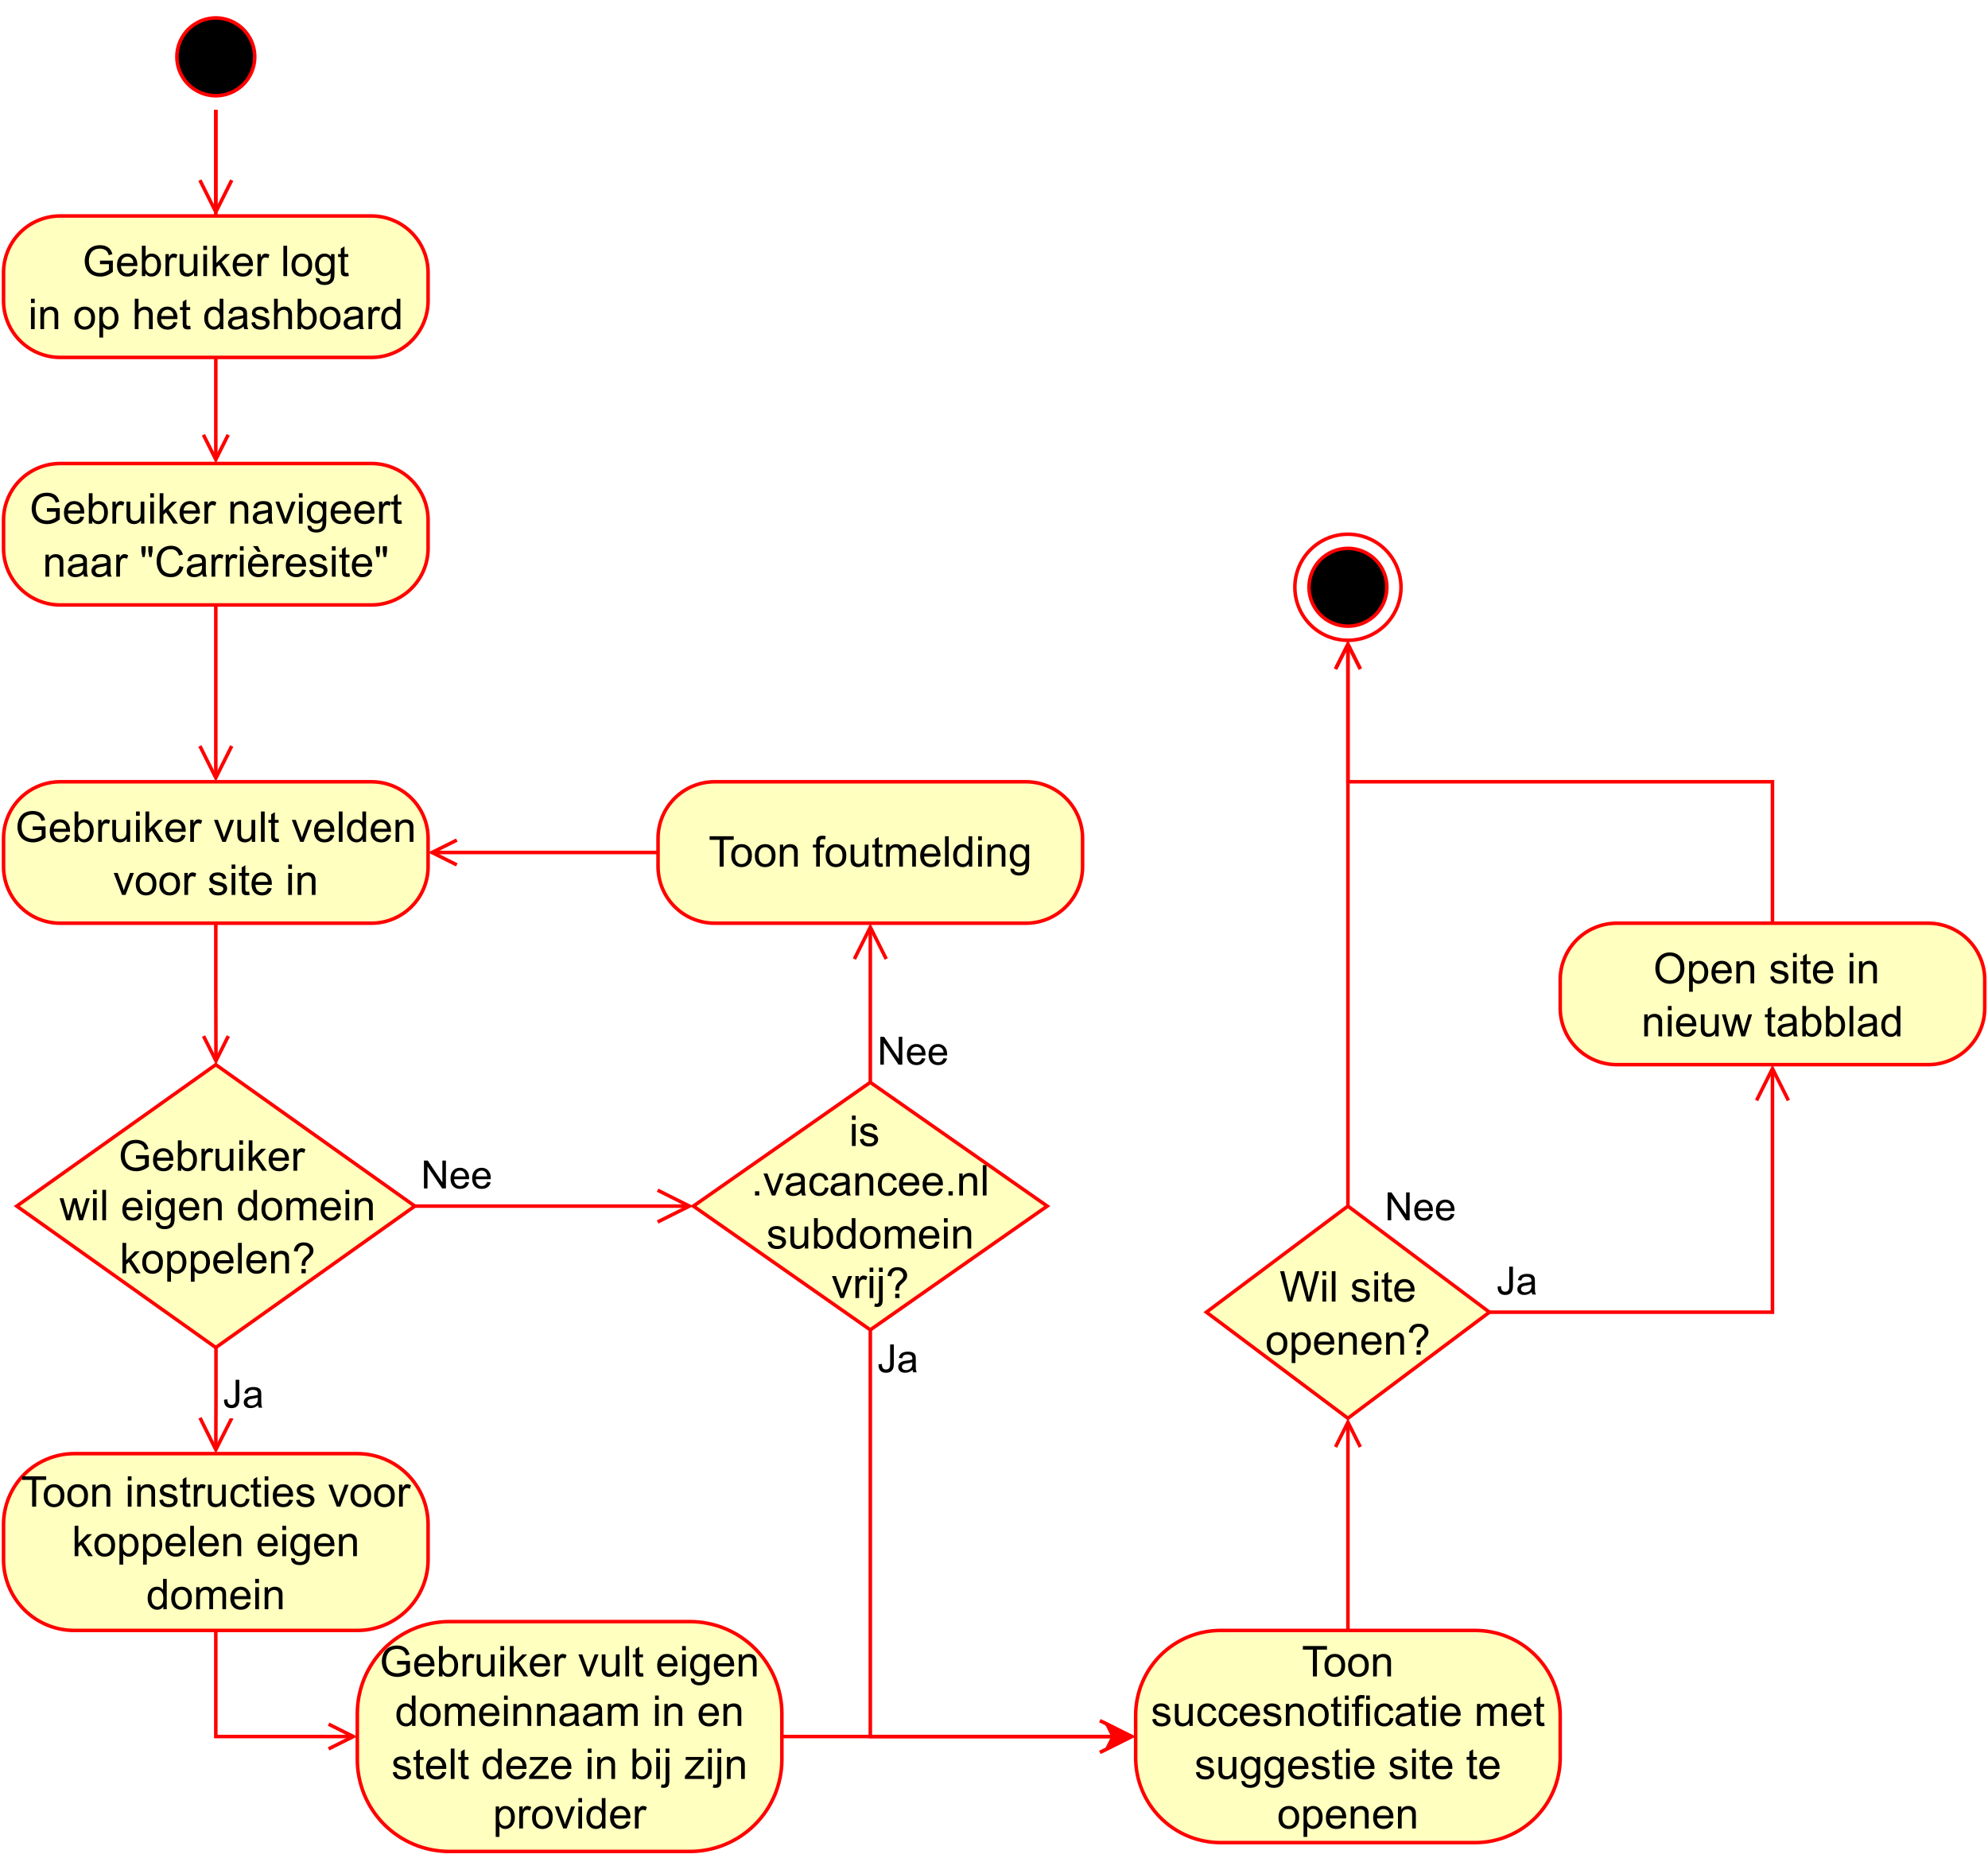 Gebruiker logt
in op het dashboard
Gebruiker navigeert
naar "Carrièresite"
Gebruiker vult velden
voor site in
Toon foutmelding
Open site in
nieuw tabblad
Nee
Gebruiker
wil eigen domein
koppelen?
Nee
is
.vacancee.nl
subdomein
vrij?
Nee
Wil site
openen?
Ja
Ja
Ja
Toon instructies voor
koppelen eigen
domein
Gebruiker vult eigen
domeinnaam in en
stelt deze in bij zijn
provider
Toon
succesnotificatie met
suggestie site te
openen